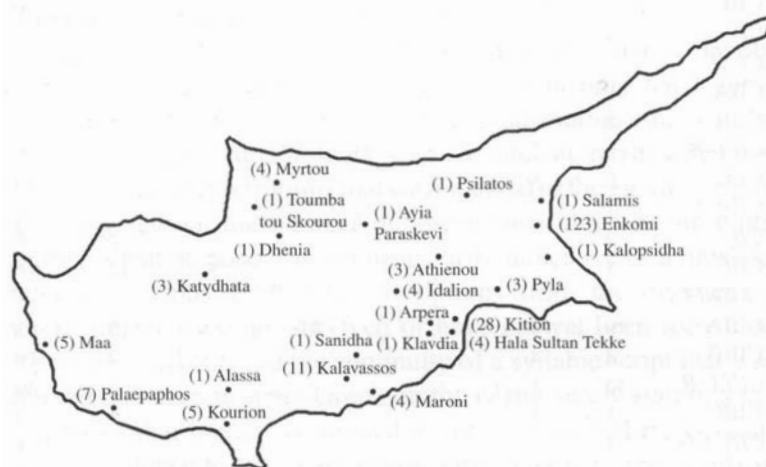 (4) Myrtou
(1) Psilatos
(1) Toumba
tou Skourou
(1) Salamis
(1) Ayia
Paraskevi
(123) Enkomi
(1) Dhenia
(1) Kalopsidha
(3) Athienou
(3) Katydhata
(4) Idalion
(3) Pyla
(1) Arpera
(28) Kition
(1) Klavdia
(4) Hala Sultan Tekke
(5) Maa
(1) Sanidha
(11) Kalavassos
(1) Alassa
(4) Maroni
(7) Palaepaphos
(5) Kourion